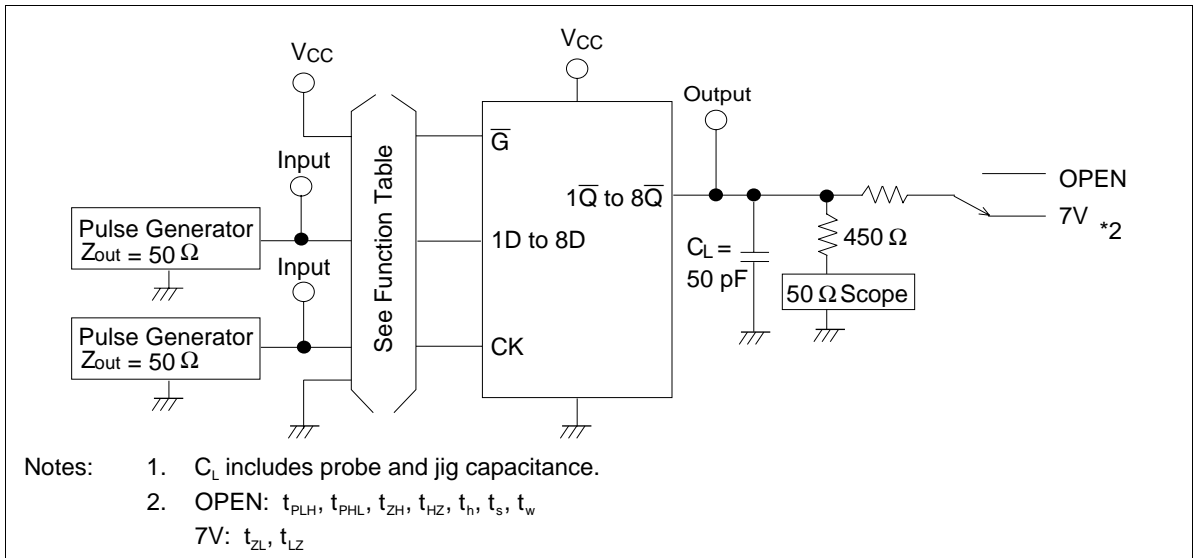 VCC
VCC
Output
Input
G
See Function Table
1Q to 8Q
OPEN
7V
*2
Pulse Generator
Zout = 50 Ω
1D to 8D
450 Ω
CL =
50 pF
Input
50 Ω Scope
Pulse Generator
Zout = 50 Ω
CK
Notes: 1. CL includes probe and jig capacitance.
2. OPEN: tPLH, tPHL, tZH, tHZ, th, ts, tw
7V: tZL, tLZ